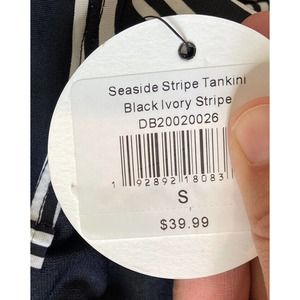 Seaside Stripe Tankini
Black Ivory Stripe
DB20020026
1 92892 18083
S
$39.99